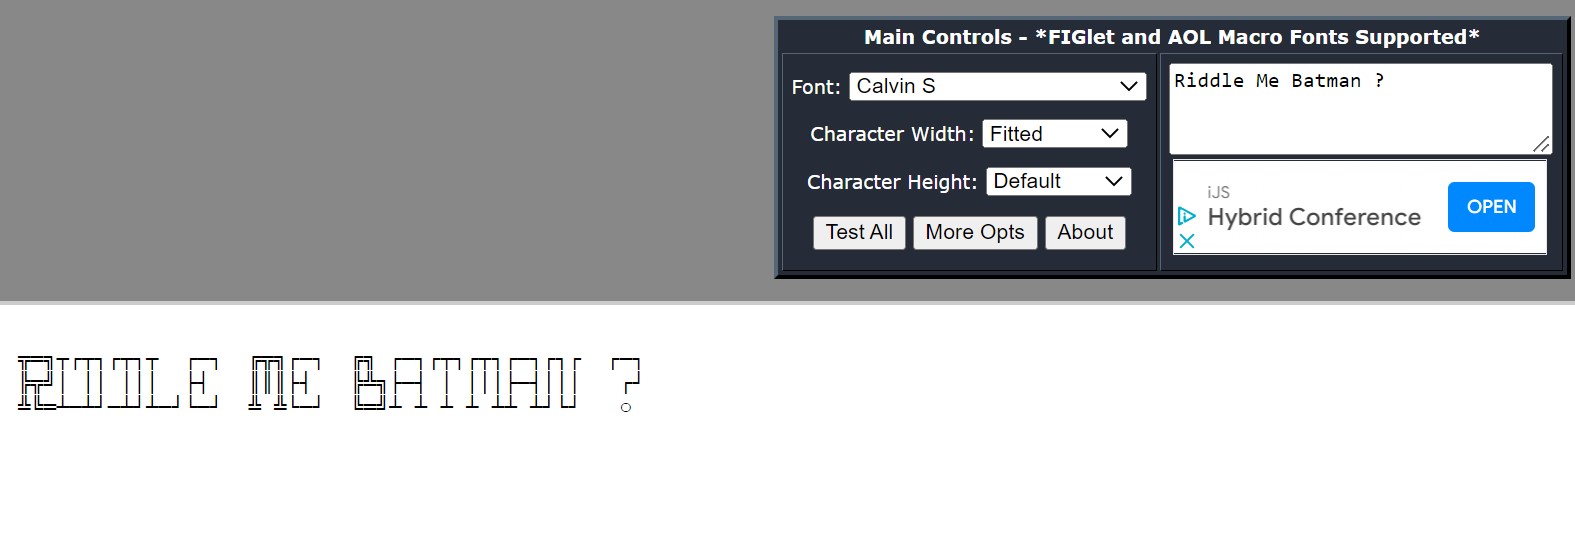 Main Controls - *FIGlet and AOL Macro Fonts Supported*
Font: Calvin S
Character Width: Fitted
Character Height: Default
Test All More Opts About
Riddle Me Batman ?
iJS
Hybrid Conference
OPEN
RIDDLE ME BATMAN ?